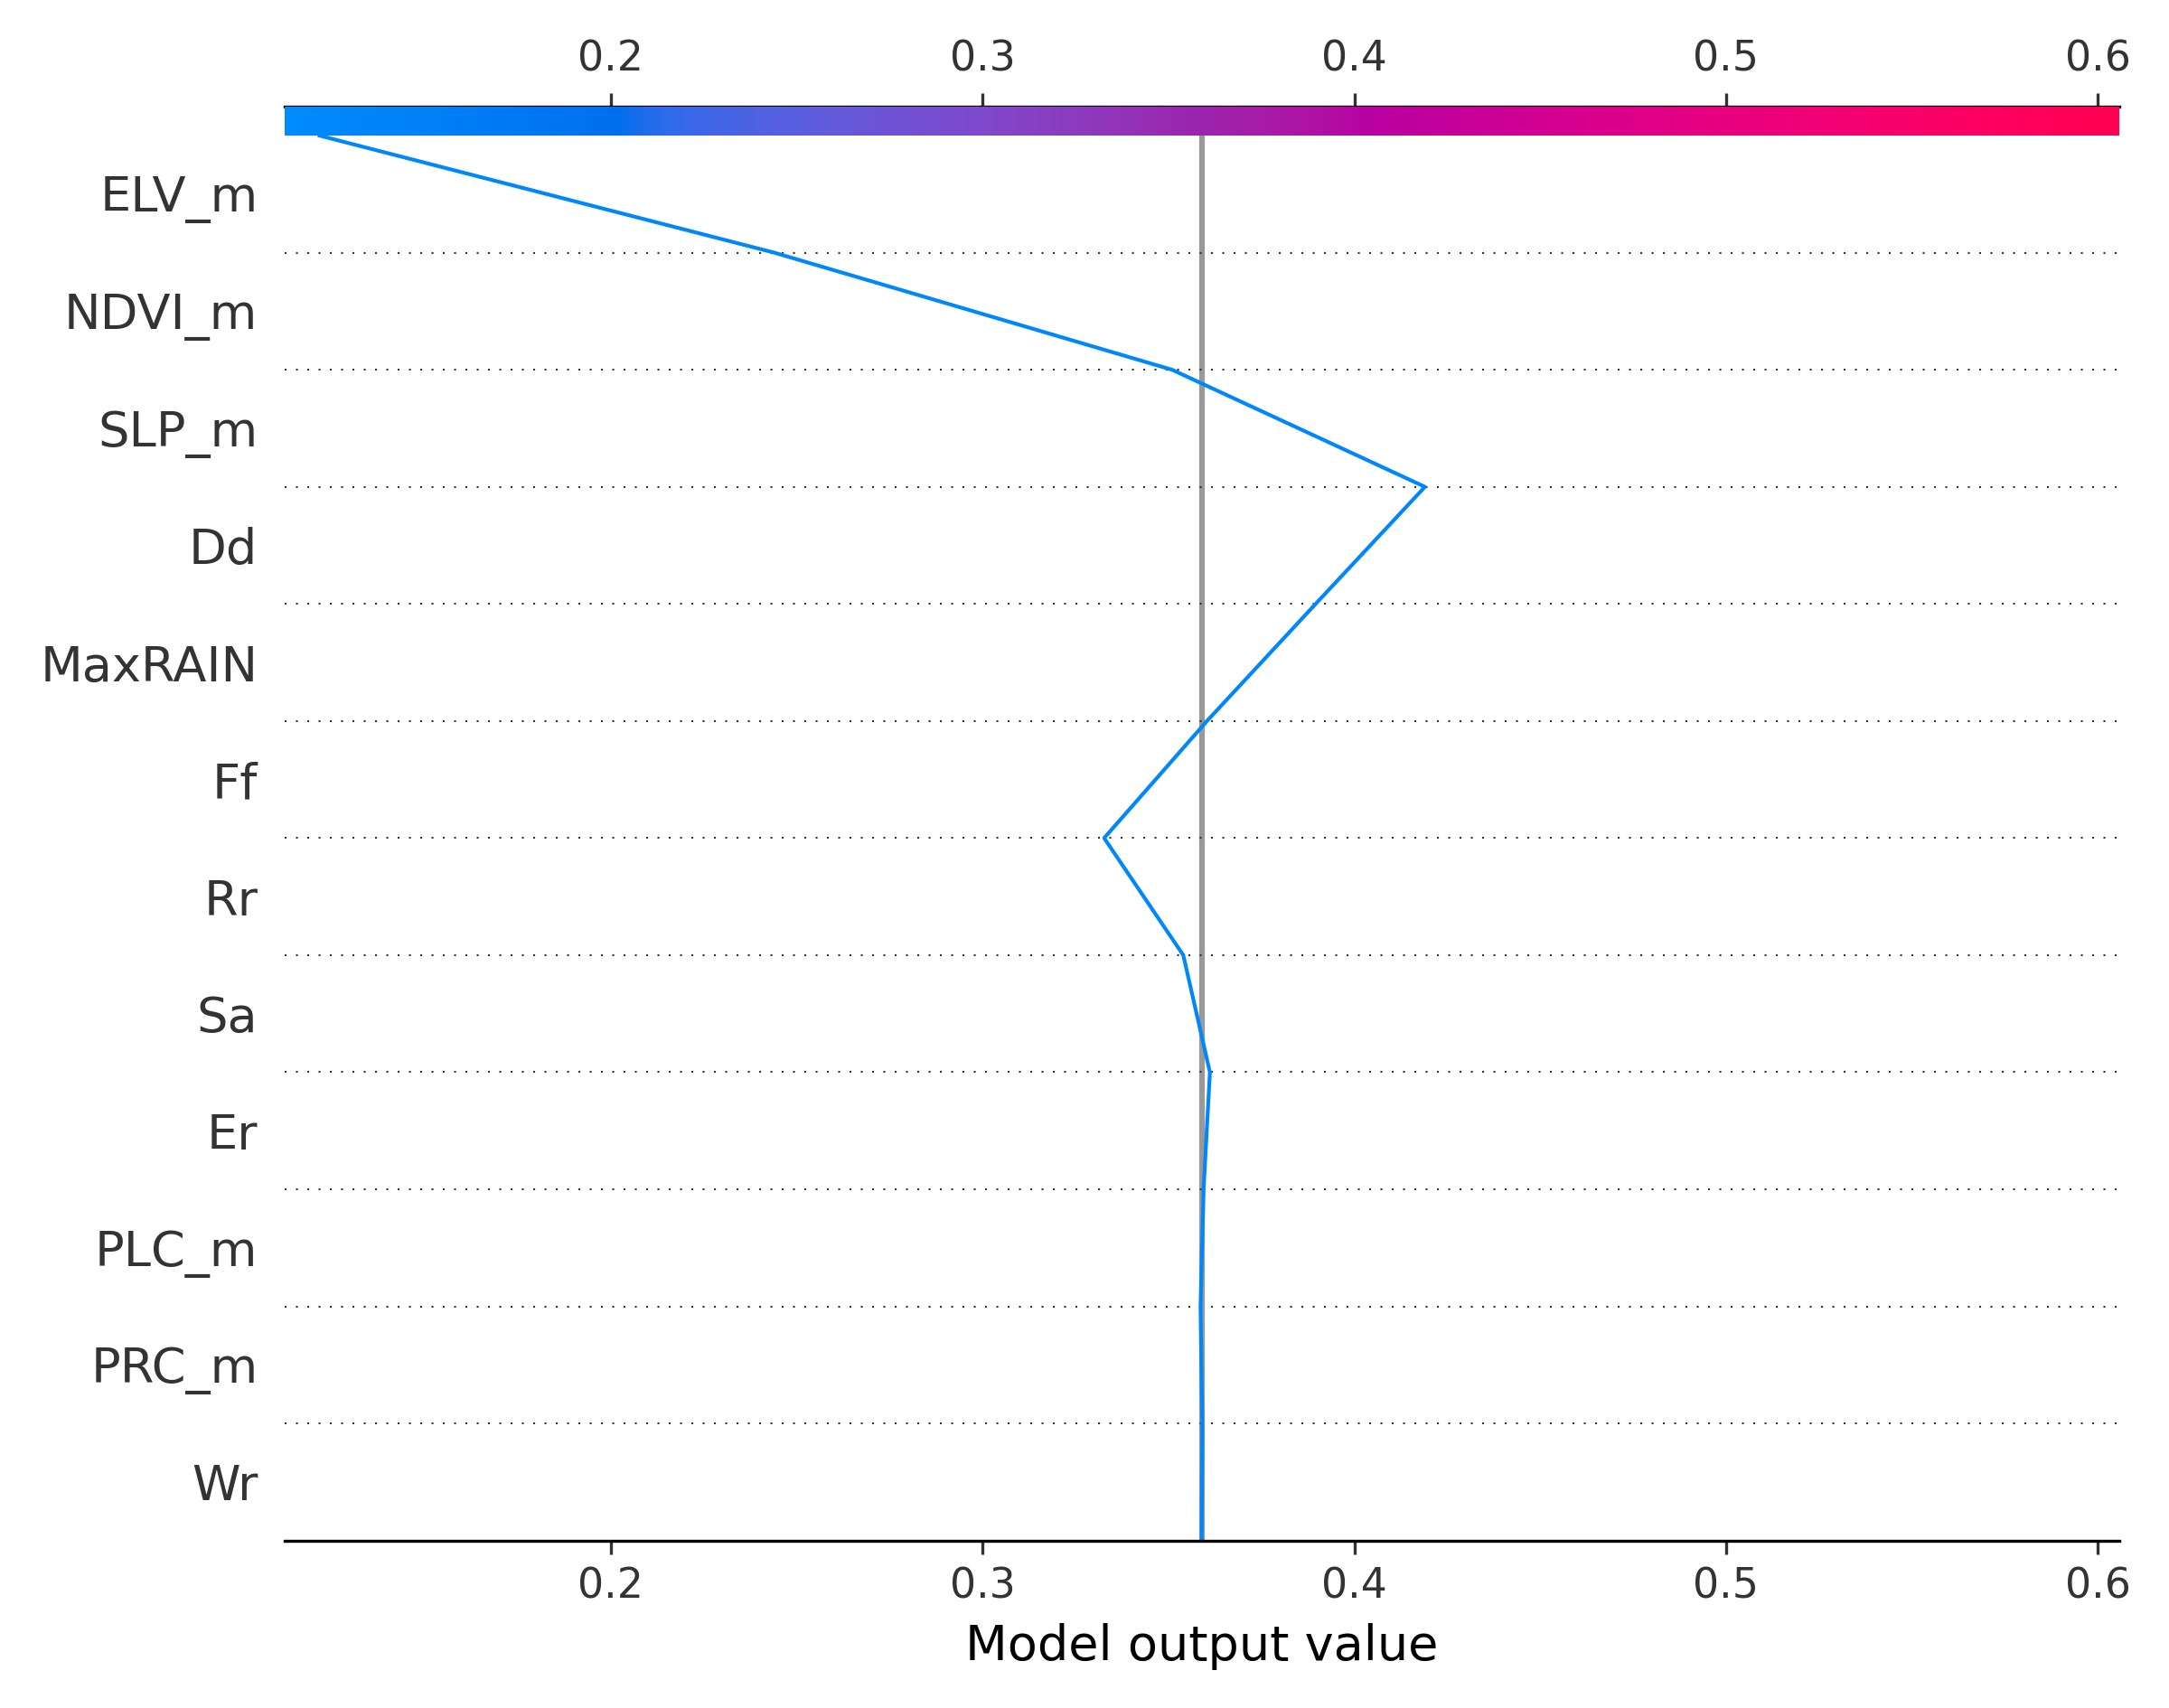 0.2 0.3 0.4 0.5 0.6
ELV_m
NDVI_m
SLP_m
Dd
MaxRAIN
Ff
Rr
Sa
Er
PLC_m
PRC_m
Wr
0.2 0.3 0.4 0.5 0.6
Model output value